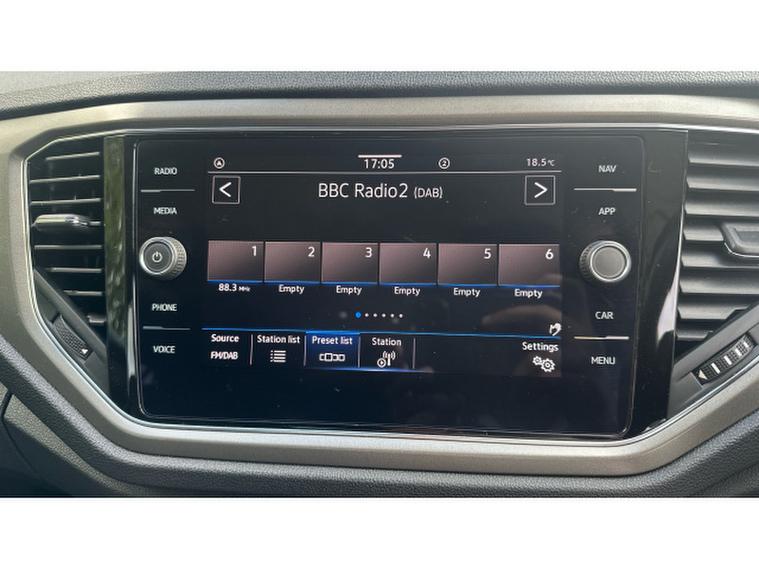 17:05 2 18.5°C
BBC Radio2 (DAB)
1 2 3 4 5 6
88.3 MHz Empty Empty Empty Empty Empty
Source Station list Preset list Station Settings
FM/DAB
RADIO
MEDIA
PHONE
VOICE
NAV
APP
CAR
MENU